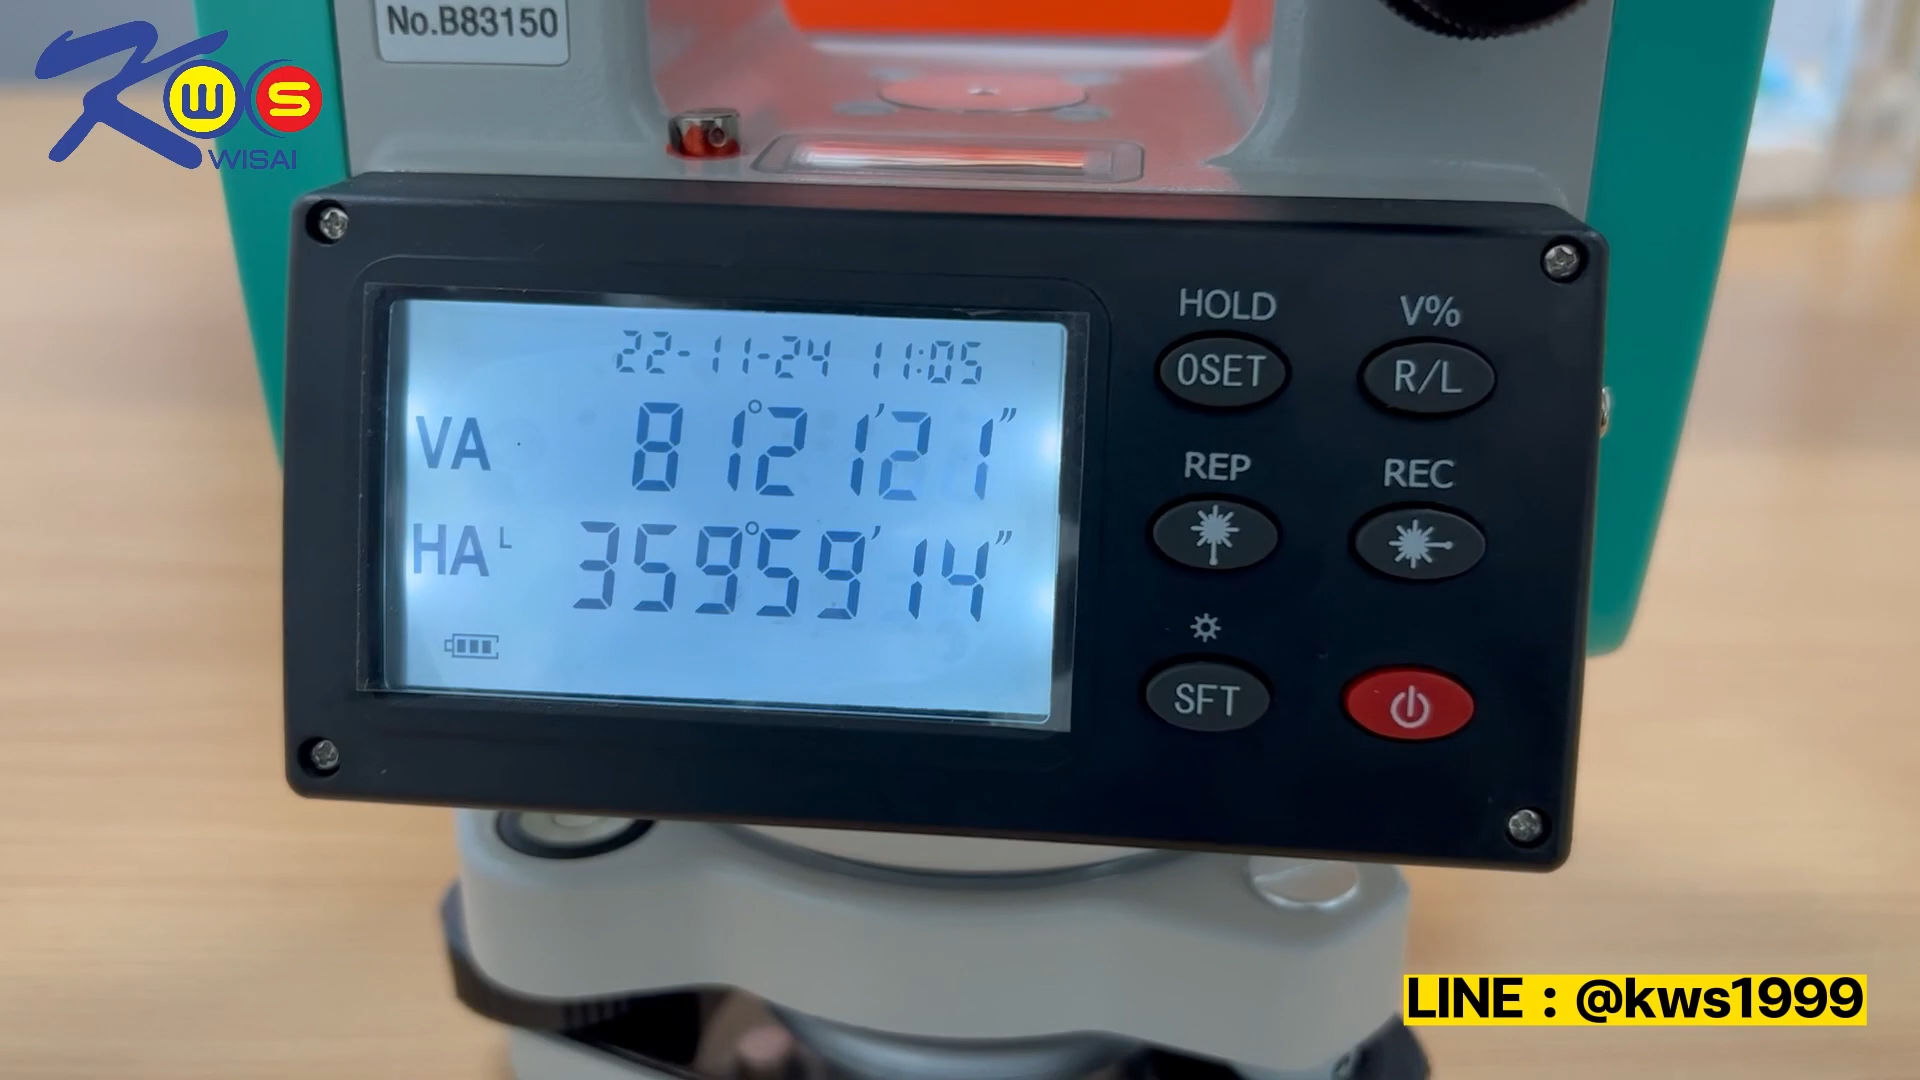 No.B83150
KWS
WISAI
22-11-24 11:05
VA 81°21'21"
HA L 359°59'14"
HOLD
V%
0SET
R/L
REP
REC
SFT
LINE : @kws1999